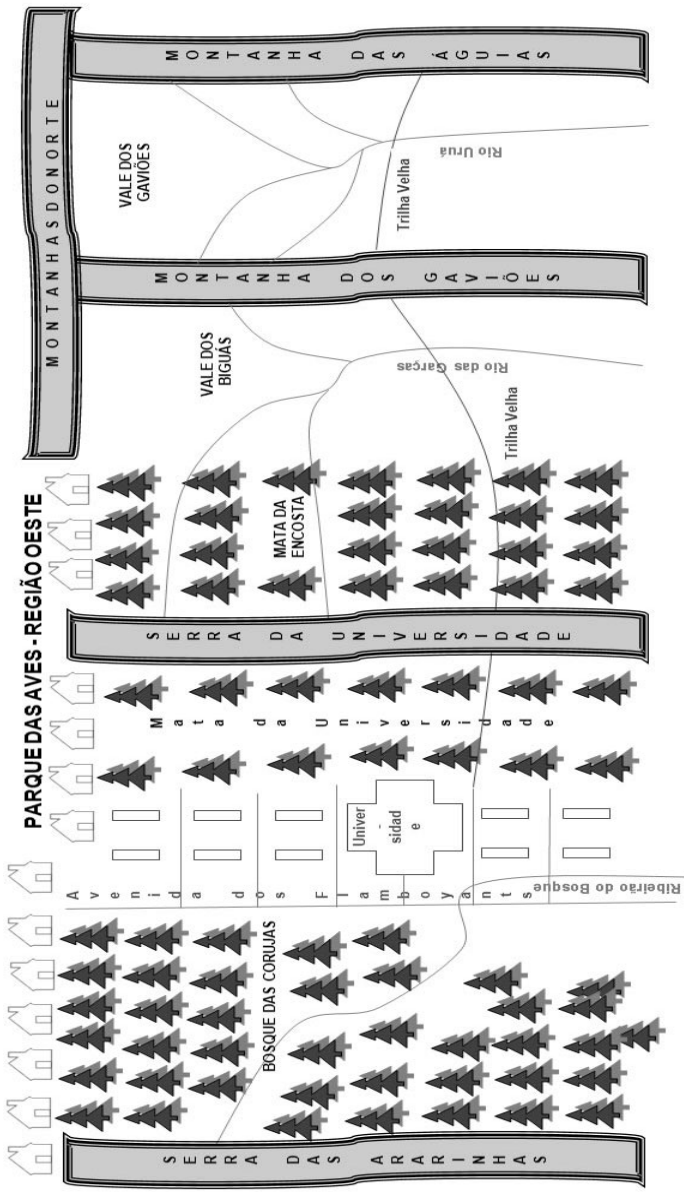 PARQUE DAS AVES - REGIÃO OESTE
MONTANHAS DO NORTE
MONTANHA DAS ÁGUIAS
VALE DOS
GAVIÕES
Rio Uruá
Trilha Velha
MONTANHA DOS GAVIÕES
VALE DOS
BIGUÁS
Rio das Garças
Trilha Velha
MATA DA
ENCOSTA
SERRA DA UNIVERSIDADE
Mata da Universidade
Univer
-
sidad
e
Avenida dos Flamboyants
Ribeirão do Bosque
BOSQUE DAS CORUJAS
SERRA DAS ARARINHAS